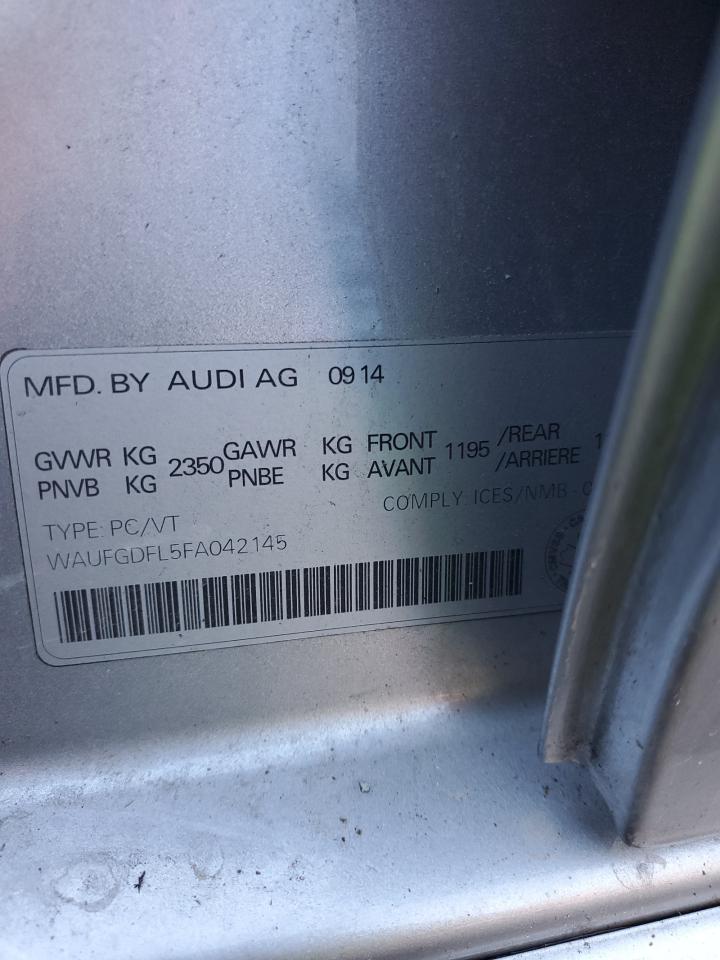 MFD. BY AUDI AG 09 14
GVWR KG 2350 GAWR KG FRONT 1195 /REAR
PNVB KG PNBE KG AVANT /ARRIERE
COMPLY: ICES/NMB -
TYPE: PC/VT
WAUFGDFL5FA042145